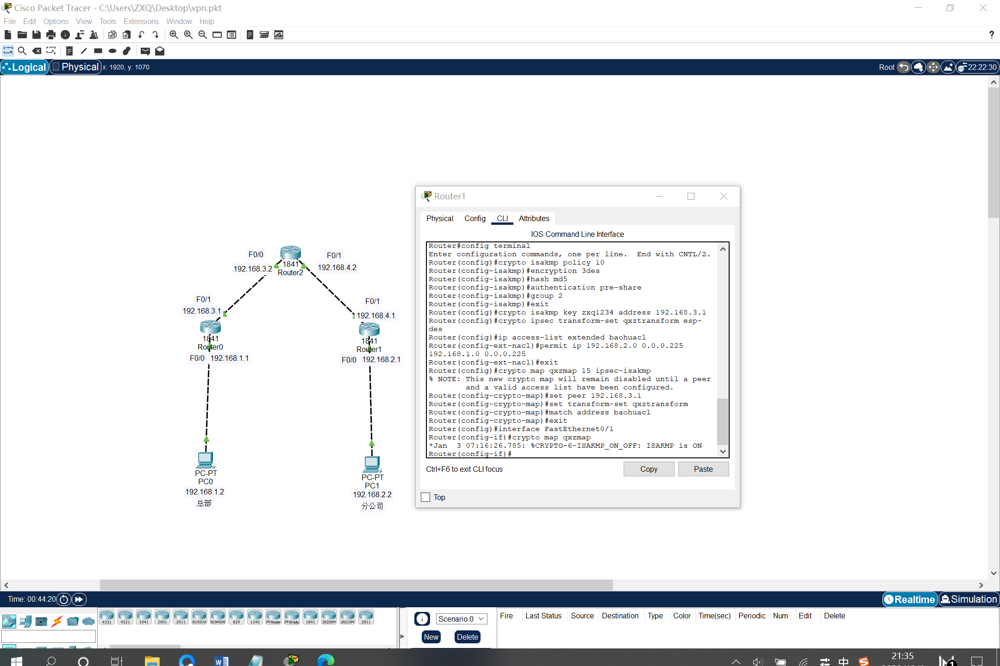 Cisco Packet Tracer - C:\Users\ZXQ\Desktop\vpn.pkt
File Edit Options View Tools Extensions Window Help
?
Logical Physical x: 1920, y: 1070
Root 22:22:30
F0/0
192.168.3.2
1841
Router2
F0/1
192.168.4.2
F0/1
192.168.3.1
1841
Router0
F0/0 192.168.1.1
F0/1
192.168.4.1
1841
Router1
F0/0 192.168.2.1
PC-PT
PC0
192.168.1.2
总部
PC-PT
PC1
192.168.2.2
分公司
Router1
Physical Config CLI Attributes
IOS Command Line Interface
Router#config terminal
Enter configuration commands, one per line.  End with CNTL/Z.
Router(config)#crypto isakmp policy 10
Router(config-isakmp)#encryption 3des
Router(config-isakmp)#hash md5
Router(config-isakmp)#authentication pre-share
Router(config-isakmp)#group 2
Router(config-isakmp)#exit
Router(config)#crypto isakmp key zxq1234 address 192.168.3.1
Router(config)#crypto ipsec transform-set qxztransform esp-
des
Router(config)#ip access-list extended baohuacl
Router(config-ext-nacl)#permit ip 192.168.2.0 0.0.0.225
192.168.1.0 0.0.0.225
Router(config-ext-nacl)#exit
Router(config)#crypto map qxzmap 15 ipsec-isakmp
% NOTE: This new crypto map will remain disabled until a peer
and a valid access list have been configured.
Router(config-crypto-map)#set peer 192.168.3.1
Router(config-crypto-map)#set transform-set qxztransform
Router(config-crypto-map)#match address baohuacl
Router(config-crypto-map)#exit
Router(config)#interface FastEthernet0/1
Router(config-if)#crypto map qxzmap
*Jan  3 07:16:26.785: %CRYPTO-6-ISAKMP_ON_OFF: ISAKMP is ON
Router(config-if)#
Ctrl+F6 to exit CLI focus
Copy Paste
Top
Time: 00:44:20
Realtime Simulation
4331 4321 1941 2901 2911 819IOX 819HGW 829 1240 PT-Router PT-Empty 1841 2620XM 2621XM 2811
Scenario 0
New Delete
Fire Last Status Source Destination Type Color Time(sec) Periodic Num Edit Delete
中
21:35
1